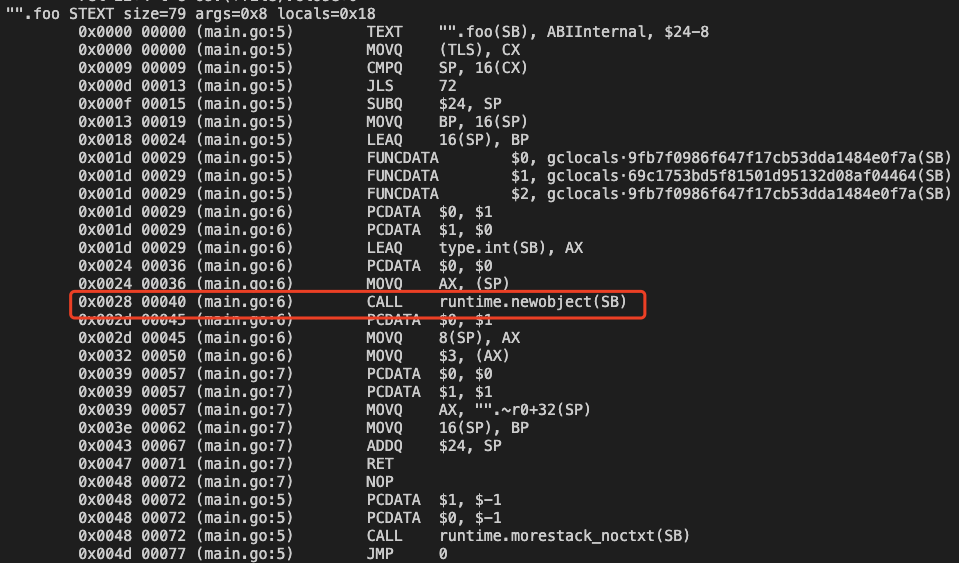 "".foo STEXT size=79 args=0x8 locals=0x18
0x0000 00000 (main.go:5) TEXT "".foo(SB), ABIInternal, $24-8
0x0000 00000 (main.go:5) MOVQ (TLS), CX
0x0009 00009 (main.go:5) CMPQ SP, 16(CX)
0x000d 00013 (main.go:5) JLS 72
0x000f 00015 (main.go:5) SUBQ $24, SP
0x0013 00019 (main.go:5) MOVQ BP, 16(SP)
0x0018 00024 (main.go:5) LEAQ 16(SP), BP
0x001d 00029 (main.go:5) FUNCDATA $0, gclocals·9fb7f0986f647f17cb53dda1484e0f7a(SB)
0x001d 00029 (main.go:5) FUNCDATA $1, gclocals·69c1753bd5f81501d95132d08af04464(SB)
0x001d 00029 (main.go:5) FUNCDATA $2, gclocals·9fb7f0986f647f17cb53dda1484e0f7a(SB)
0x001d 00029 (main.go:6) PCDATA $0, $1
0x001d 00029 (main.go:6) PCDATA $1, $0
0x001d 00029 (main.go:6) LEAQ type.int(SB), AX
0x0024 00036 (main.go:6) PCDATA $0, $0
0x0024 00036 (main.go:6) MOVQ AX, (SP)
0x0028 00040 (main.go:6) CALL runtime.newobject(SB)
0x002d 00045 (main.go:6) PCDATA $0, $1
0x002d 00045 (main.go:6) MOVQ 8(SP), AX
0x0032 00050 (main.go:6) MOVQ $3, (AX)
0x0039 00057 (main.go:7) PCDATA $0, $0
0x0039 00057 (main.go:7) PCDATA $1, $1
0x0039 00057 (main.go:7) MOVQ AX, "".~r0+32(SP)
0x003e 00062 (main.go:7) MOVQ 16(SP), BP
0x0043 00067 (main.go:7) ADDQ $24, SP
0x0047 00071 (main.go:7) RET
0x0048 00072 (main.go:7) NOP
0x0048 00072 (main.go:5) PCDATA $1, $-1
0x0048 00072 (main.go:5) PCDATA $0, $-1
0x0048 00072 (main.go:5) CALL runtime.morestack_noctxt(SB)
0x004d 00077 (main.go:5) JMP 0